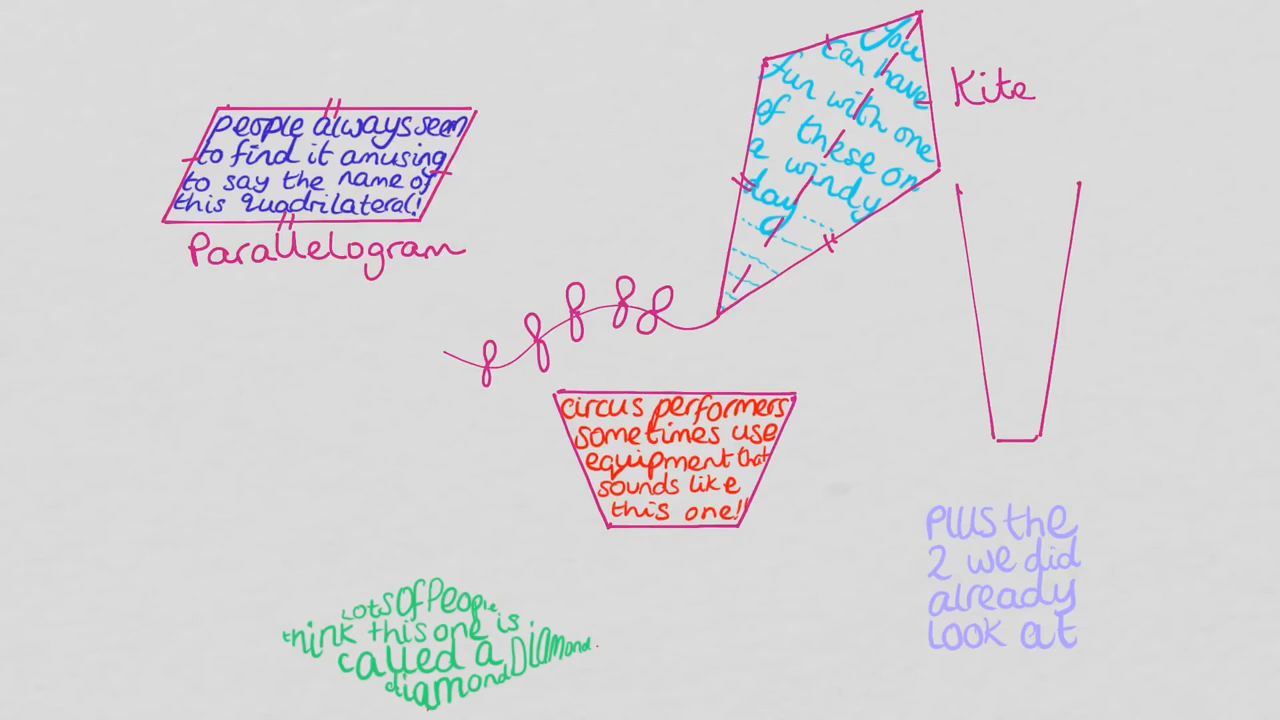 people always seem
to find it amusing
to say the name of
this quadrilateral!
Parallelogram
You
can have
fun with one
of these on
a windy
day
Kite
circus performers
sometimes use
equipment that
sounds like
this one!!
Lots of People
think this one is
called a DIAMOND
diamond
PLUS the
2 we did
already
look at